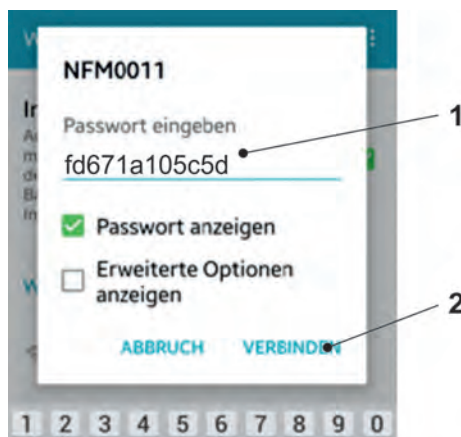 NFM0011
Passwort eingeben
1
fd671a105c5d
Passwort anzeigen
Erweiterte Optionen
anzeigen
2
ABBRUCH VERBINDEN
1 2 3 4 5 6 7 8 9 0